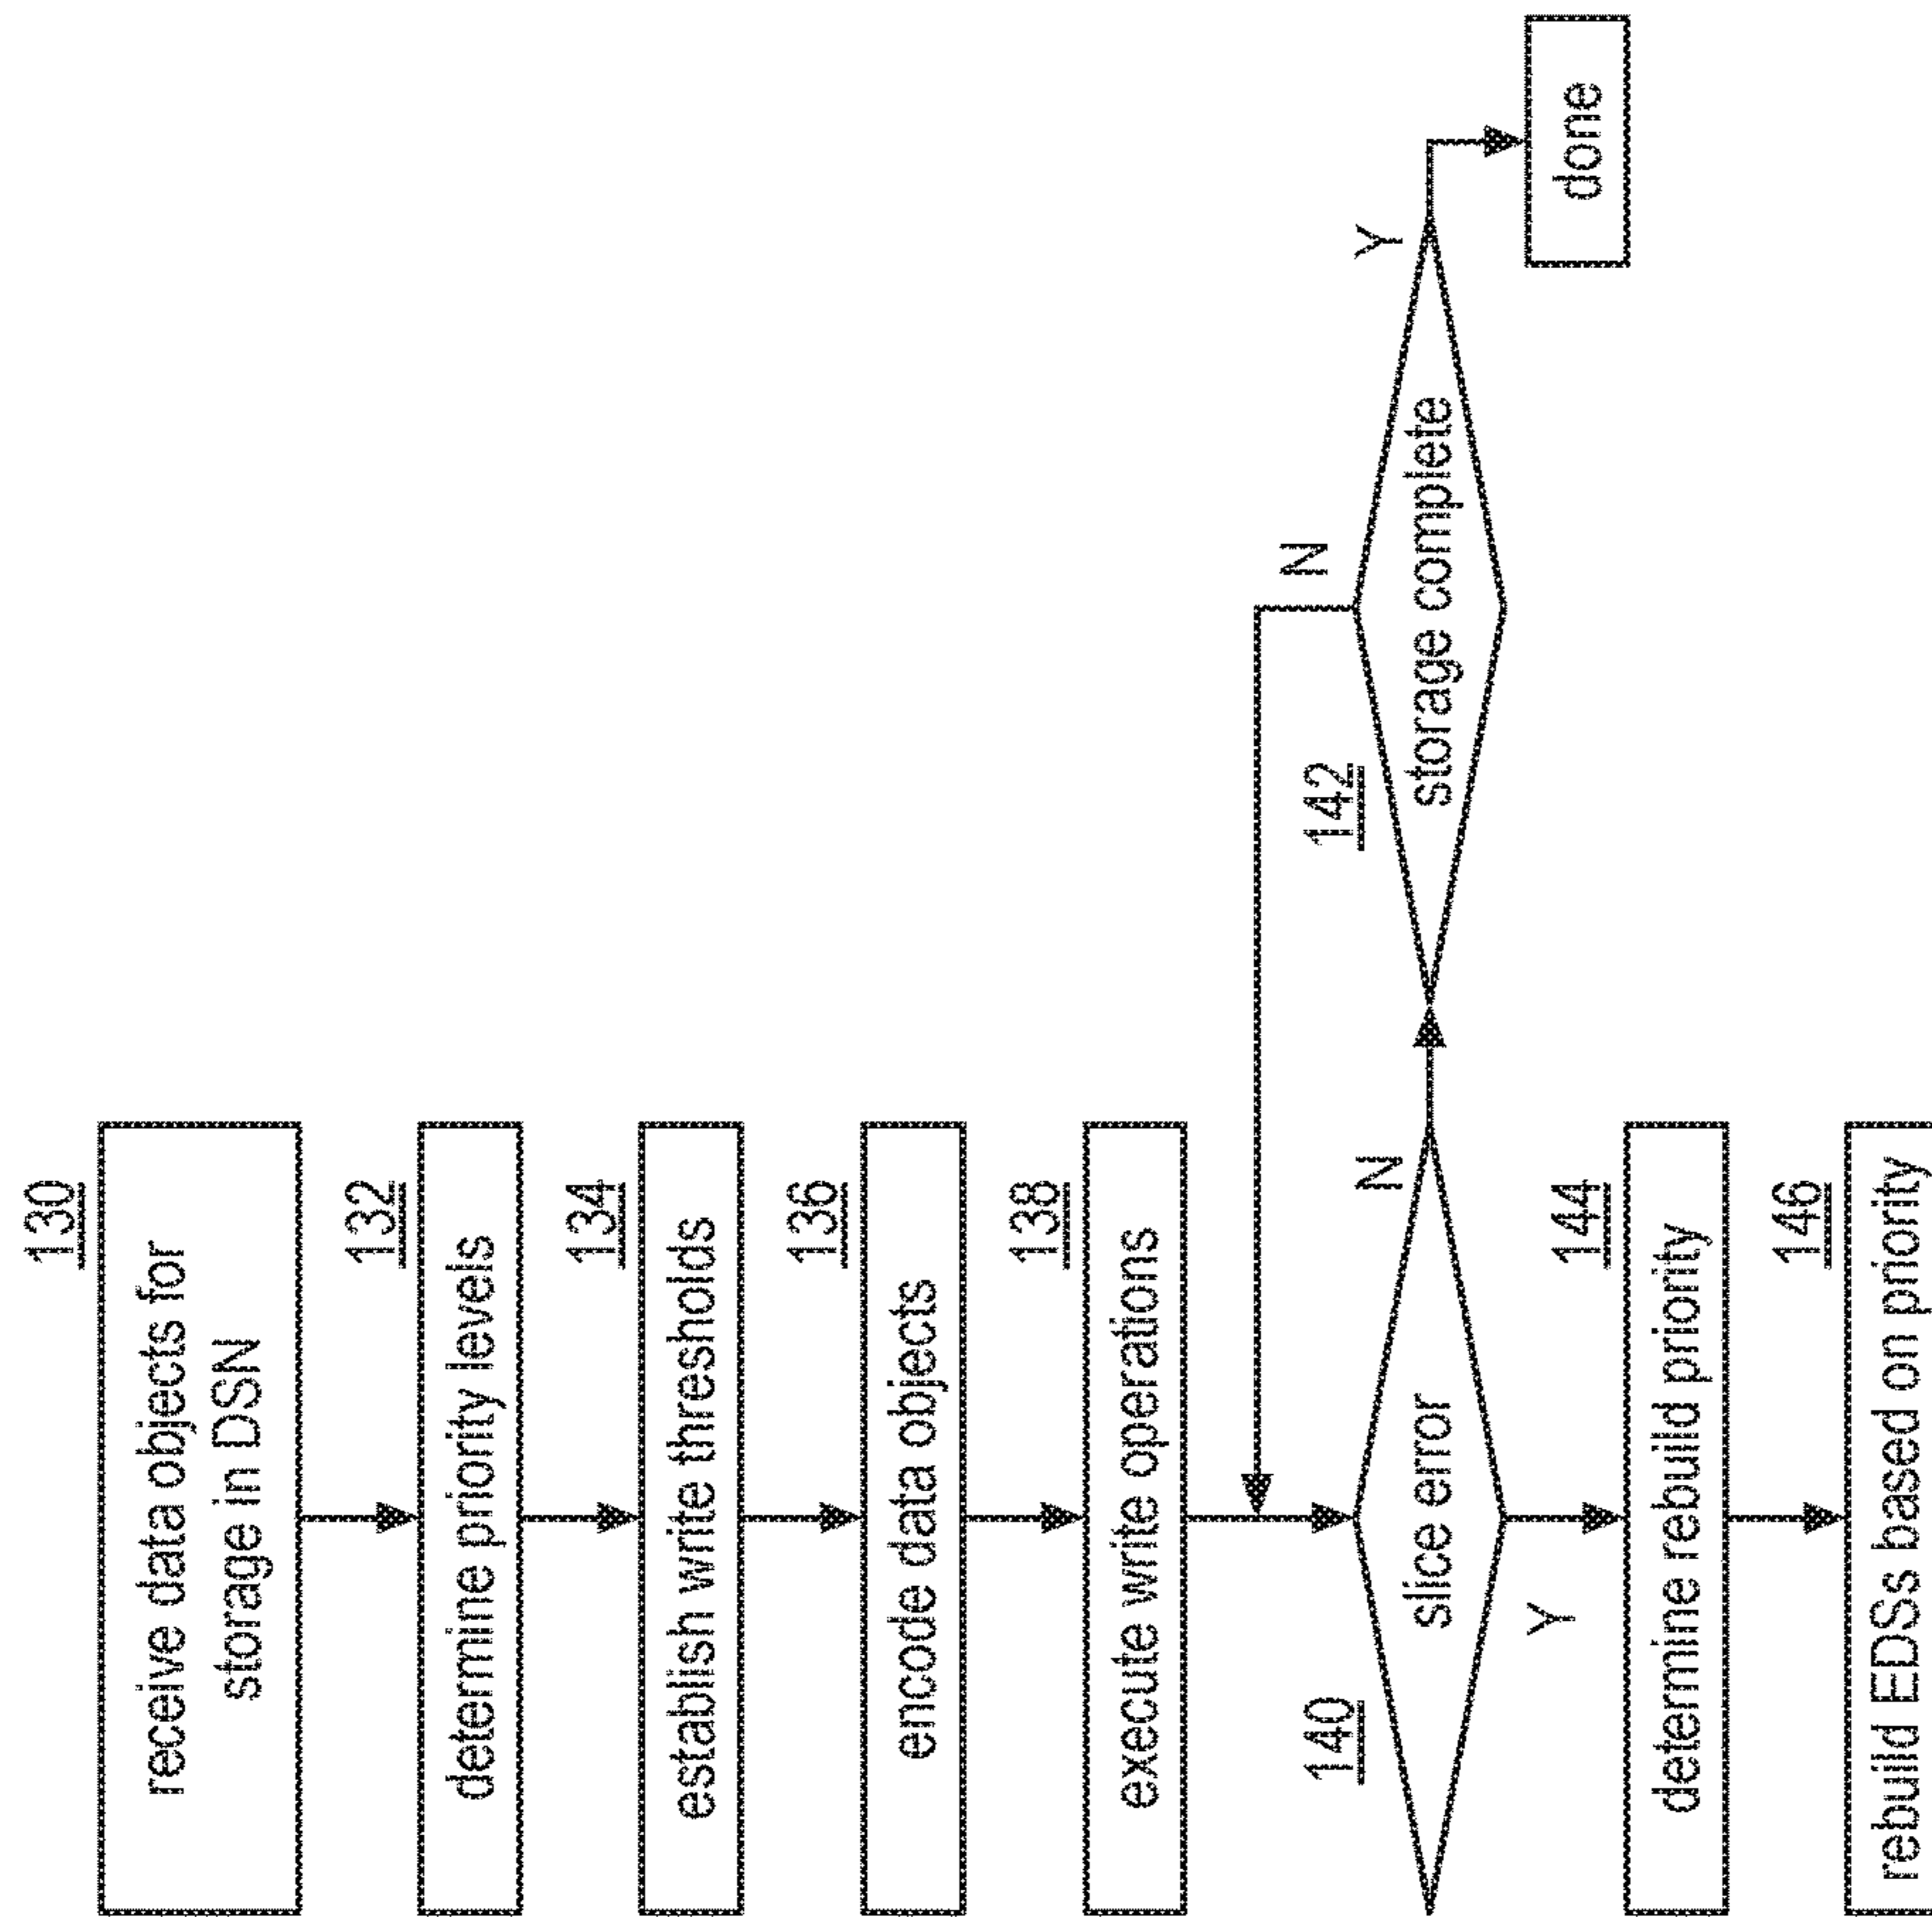 130
receive data objects for
storage in DSN
132
determine priority levels
134
establish write thresholds
136
encode data objects
138
execute write operations
140
slice error
N
Y
142
storage complete
N
Y
done
144
determine rebuild priority
146
rebuild EDSs based on priority